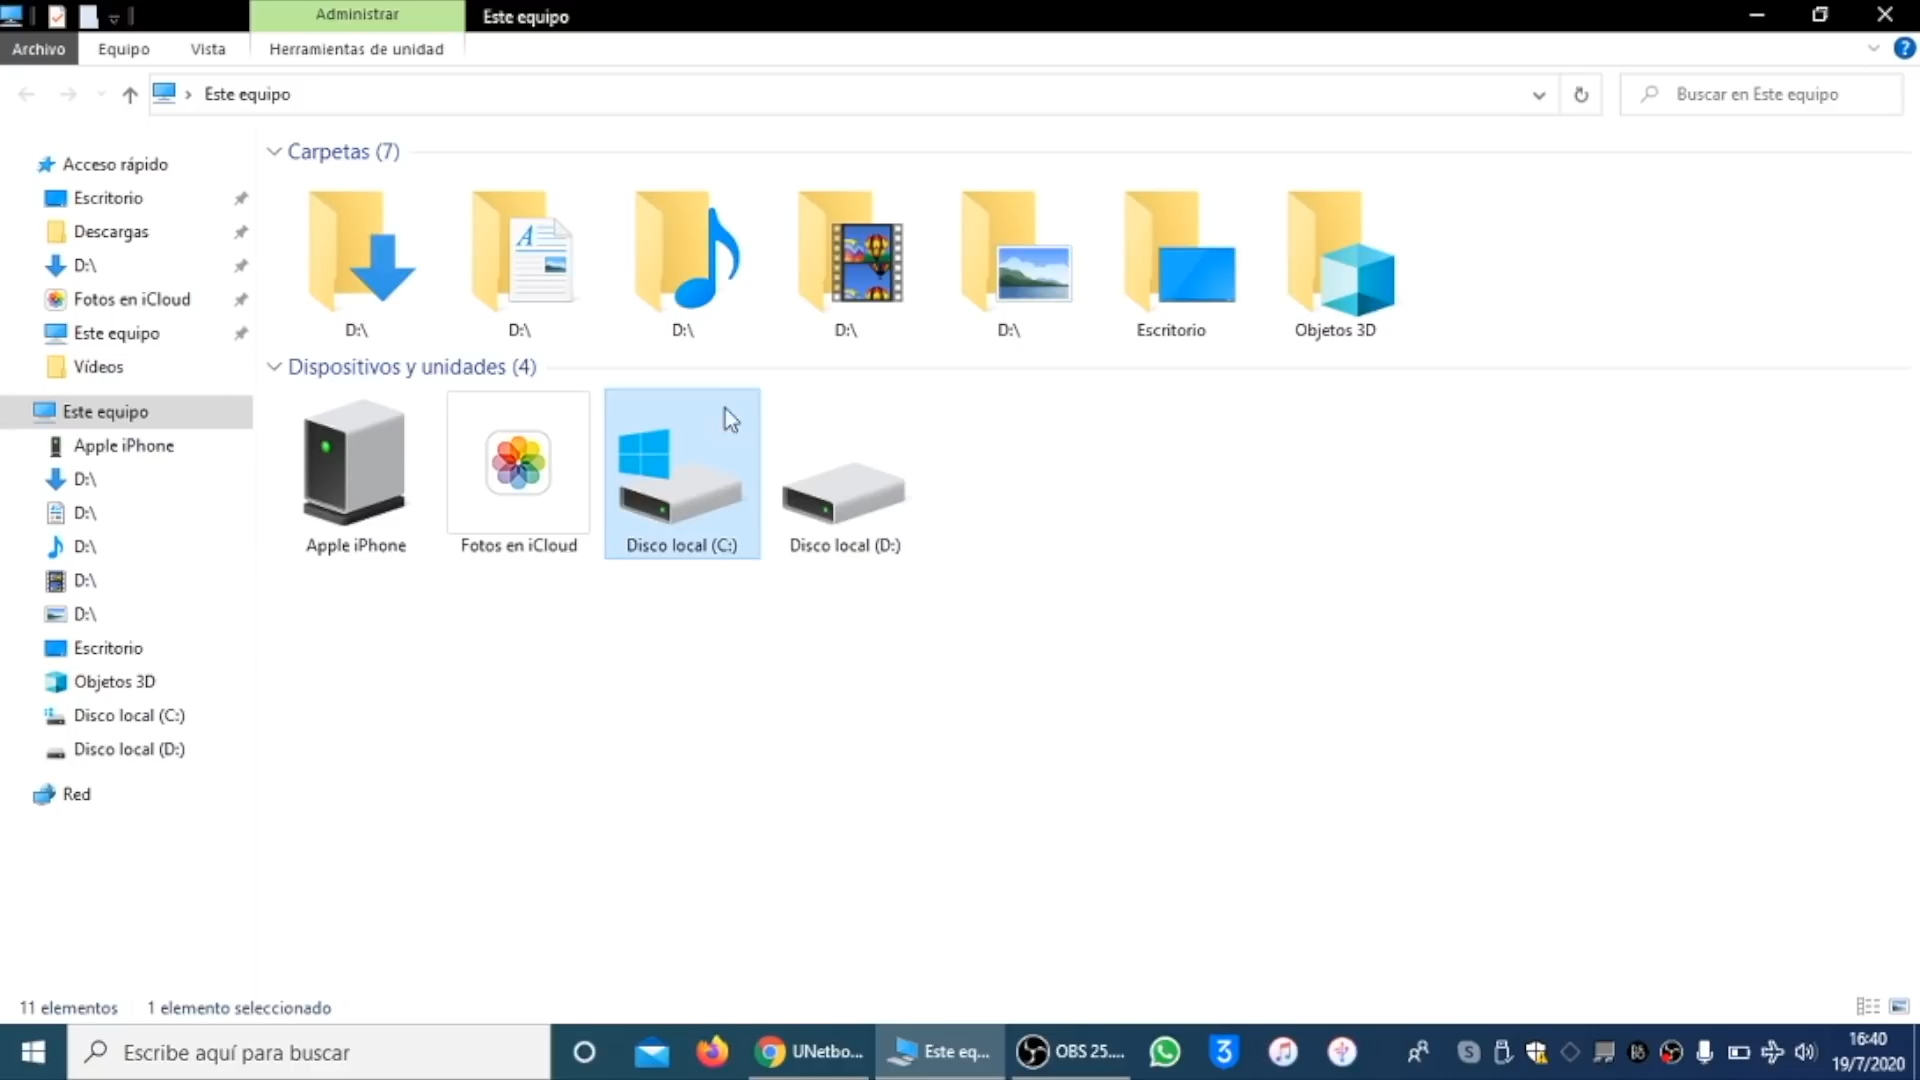 Administrar
Este equipo
Archivo
Equipo
Vista
Herramientas de unidad
?
› Este equipo
Buscar en Este equipo
Acceso rápido
Escritorio
Descargas
D:\
Fotos en iCloud
Este equipo
Vídeos
Este equipo
Apple iPhone
D:\
D:\
D:\
D:\
D:\
Escritorio
Objetos 3D
Disco local (C:)
Disco local (D:)
Red
Carpetas (7)
D:\
D:\
D:\
D:\
D:\
Escritorio
Objetos 3D
Dispositivos y unidades (4)
Apple iPhone
Fotos en iCloud
Disco local (C:)
Disco local (D:)
11 elementos
1 elemento seleccionado
Escribe aquí para buscar
UNetbo...
Este eq...
OBS 25....
3
16:40
19/7/2020